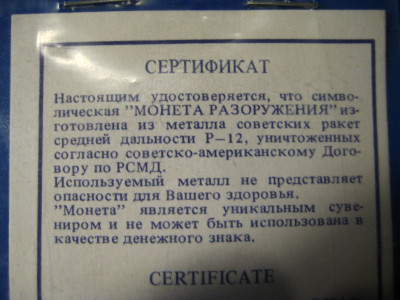 СЕРТИФИКАТ
Настоящим удостоверяется, что симво-
лическая "МОНЕТА РАЗОРУЖЕНИЯ" из-
готовлена из металла советских ракет
средней дальности Р—12, уничтоженных
согласно советско-американскому Дого-
вору по РСМД.
Используемый металл не представляет
опасности для Вашего здоровья.
"Монета" является уникальным суве-
ниром и не может быть использована в
качестве денежного знака.
CERTIFICATE